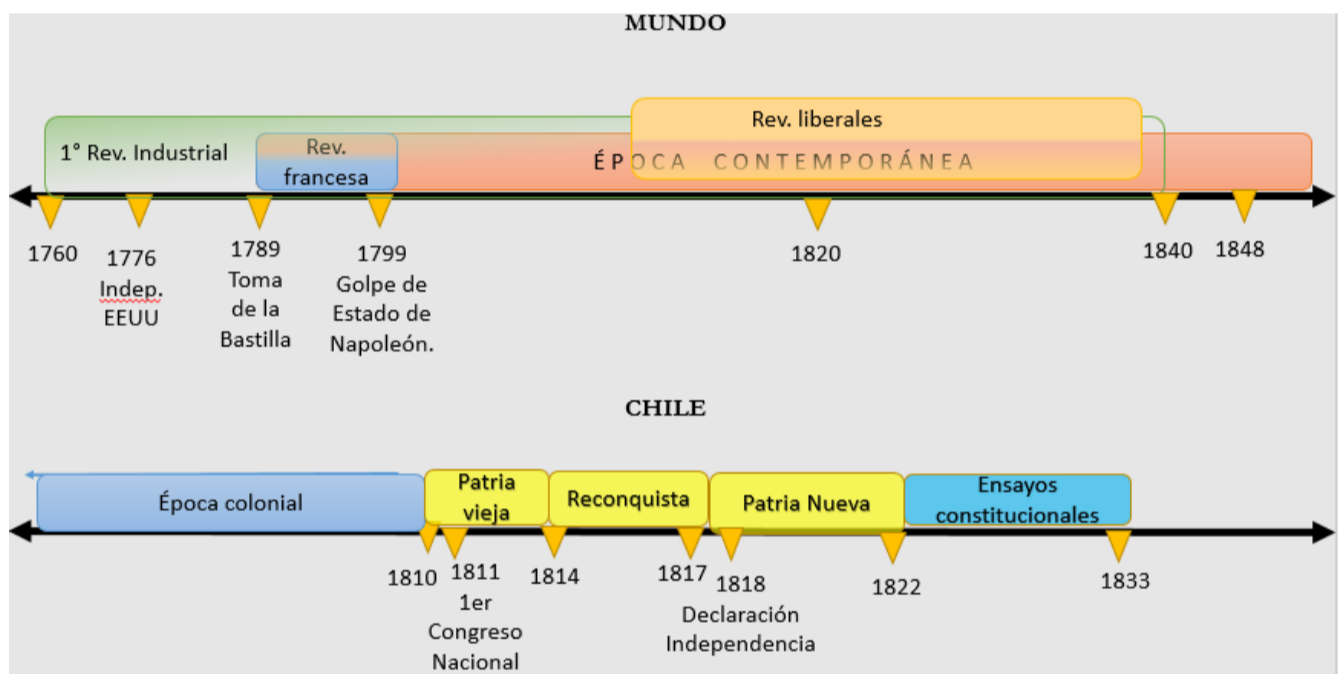 MUNDO
Rev. liberales
1° Rev. Industrial
Rev.
francesa
ÉPOCA CONTEMPORÁNEA
1760
1776
Indep.
EEUU
1789
Toma
de la
Bastilla
1799
Golpe de
Estado de
Napoleón.
1820
1840
1848
CHILE
Época colonial
Patria
vieja
Reconquista
Patria Nueva
Ensayos
constitucionales
1810
1811
1er
Congreso
Nacional
1814
1817
1818
Declaración
Independencia
1822
1833